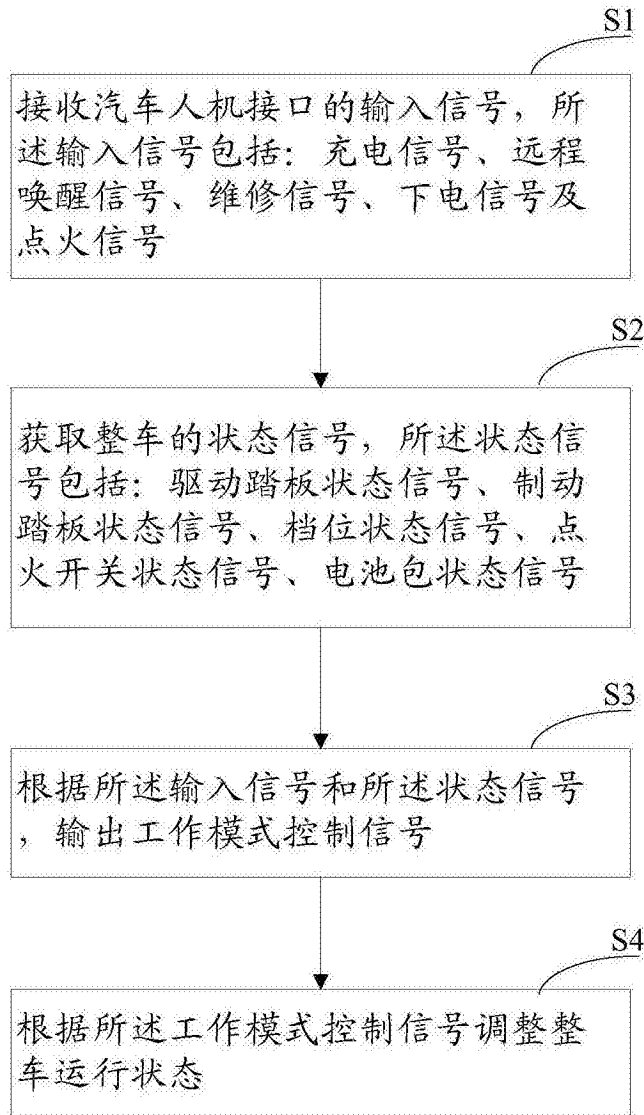 S1
接收汽车人机接口的输入信号，所
述输入信号包括：充电信号、远程
唤醒信号、维修信号、下电信号及
点火信号
S2
获取整车的状态信号，所述状态信
号包括：驱动踏板状态信号、制动
踏板状态信号、档位状态信号、点
火开关状态信号、电池包状态信号
S3
根据所述输入信号和所述状态信号
，输出工作模式控制信号
S4
根据所述工作模式控制信号调整整
车运行状态